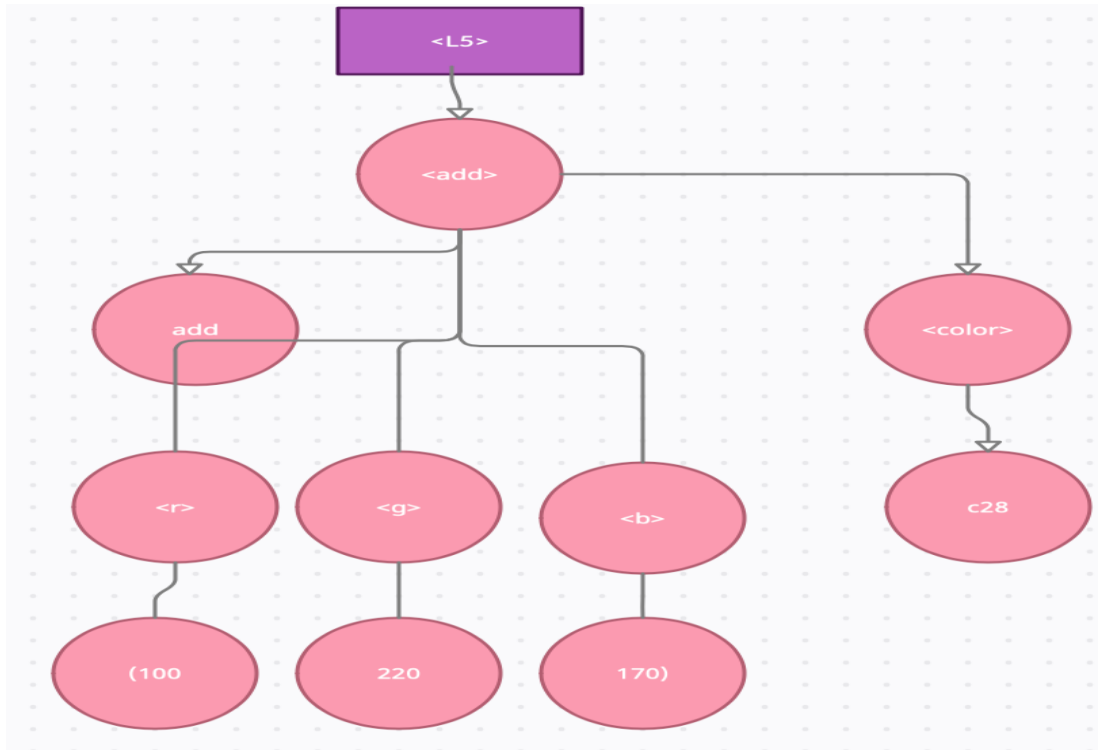 <L5>
<add>
add
<color>
<r>
<g>
<b>
c28
(100
220
170)